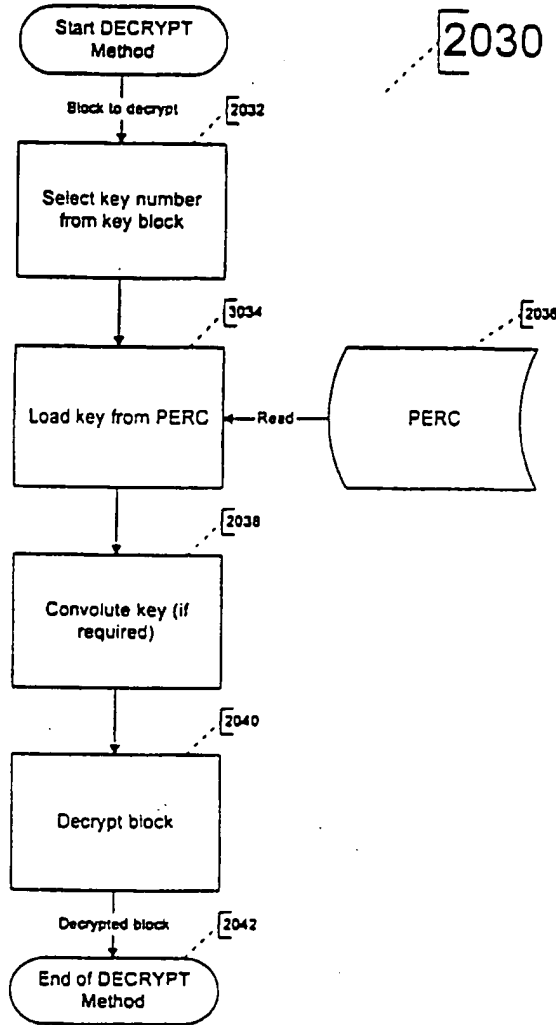 Start DECRYPT
Method
2030
Block to decrypt
2032
Select key number
from key block
3034
2036
Load key from PERC
Read
PERC
2038
Convolute key (if
required)
2040
Decrypt block
Decrypted block
2042
End of DECRYPT
Method